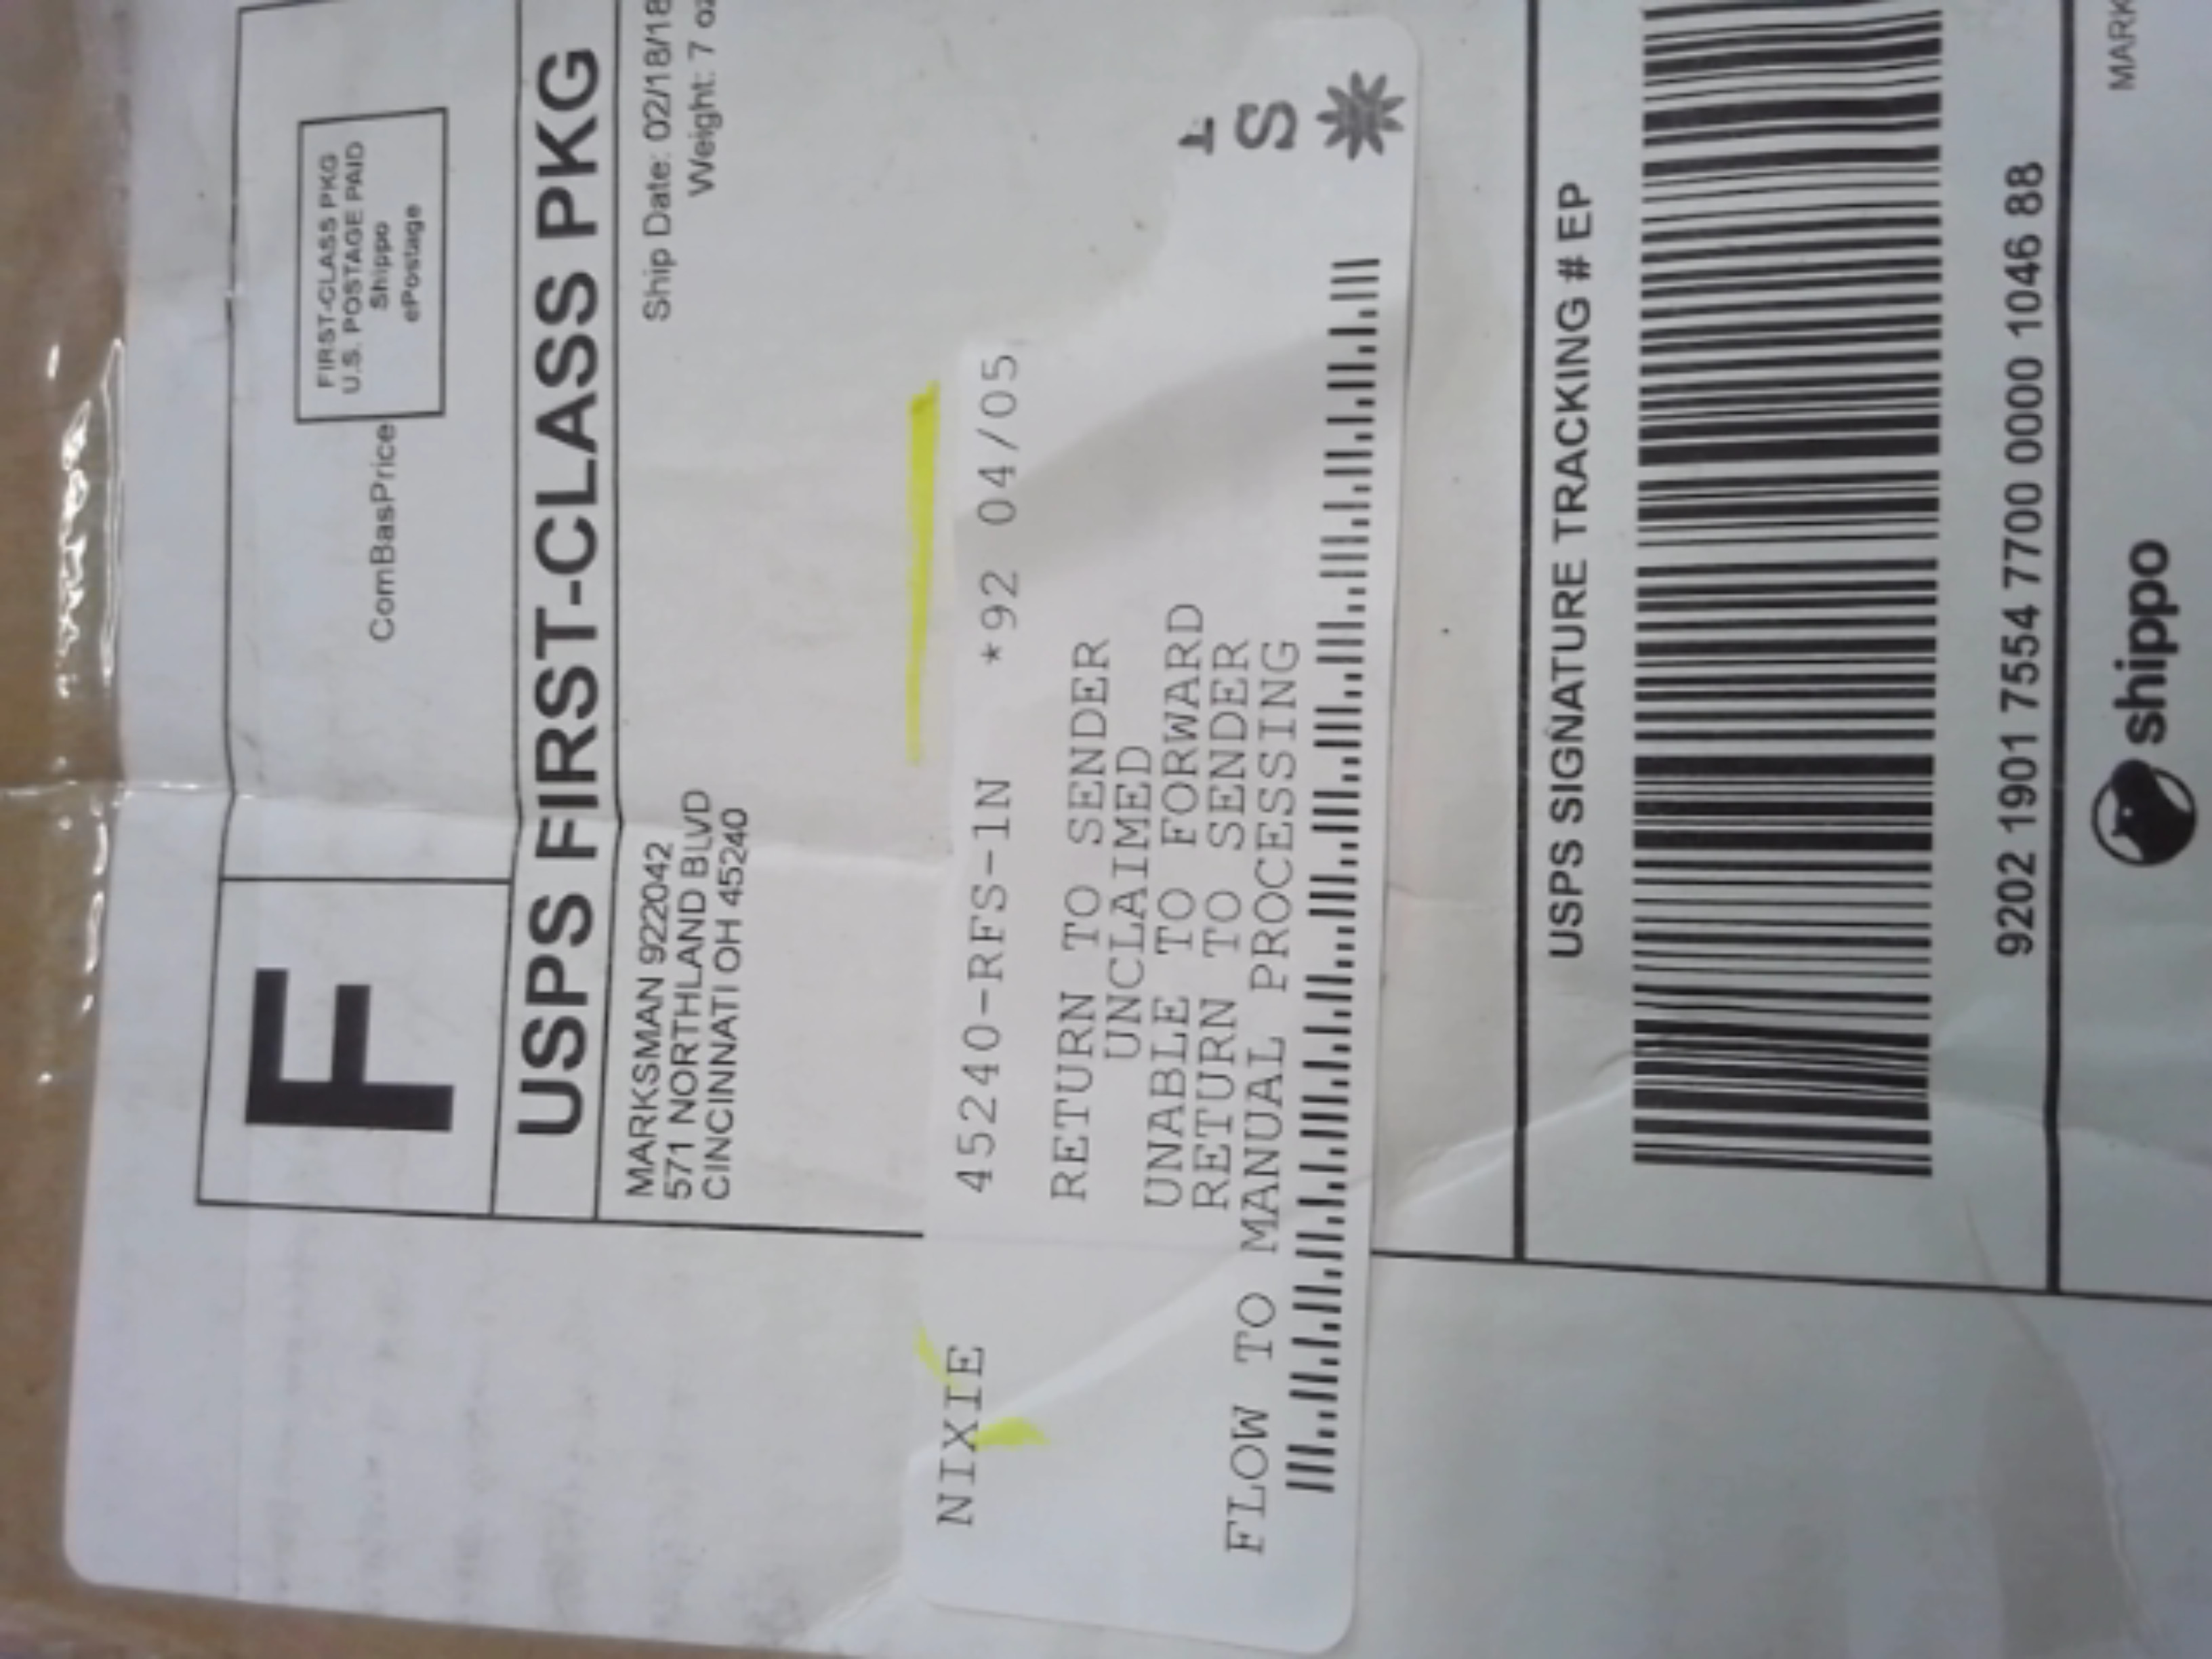 F
FIRST-CLASS PKG
U.S. POSTAGE PAID
Shippo
ePostage
ComBasPrice
USPS FIRST-CLASS PKG
MARKSMAN 922042
571 NORTHLAND BLVD
CINCINNATI OH 45240
Ship Date: 02/18/18
Weight: 7 oz
NIXIE 45240-RFS-1N *92 04/05
RETURN TO SENDER
UNCLAIMED
UNABLE TO FORWARD
RETURN TO SENDER
FLOW TO MANUAL PROCESSING
S
USPS SIGNATURE TRACKING # EP
9202 1901 7554 7700 0000 1046 88
shippo
MARK